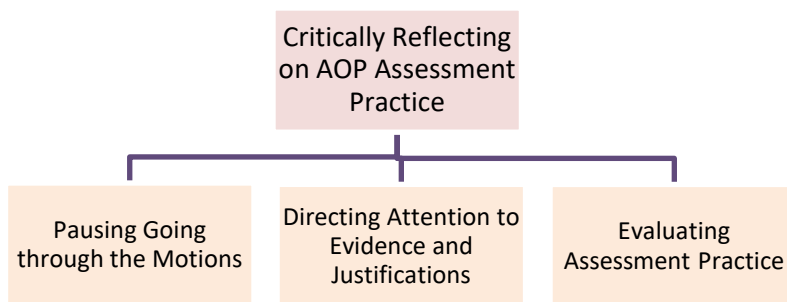 Critically Reflecting
on AOP Assessment
Practice
Pausing Going
through the Motions
Directing Attention to
Evidence and
Justifications
Evaluating
Assessment Practice